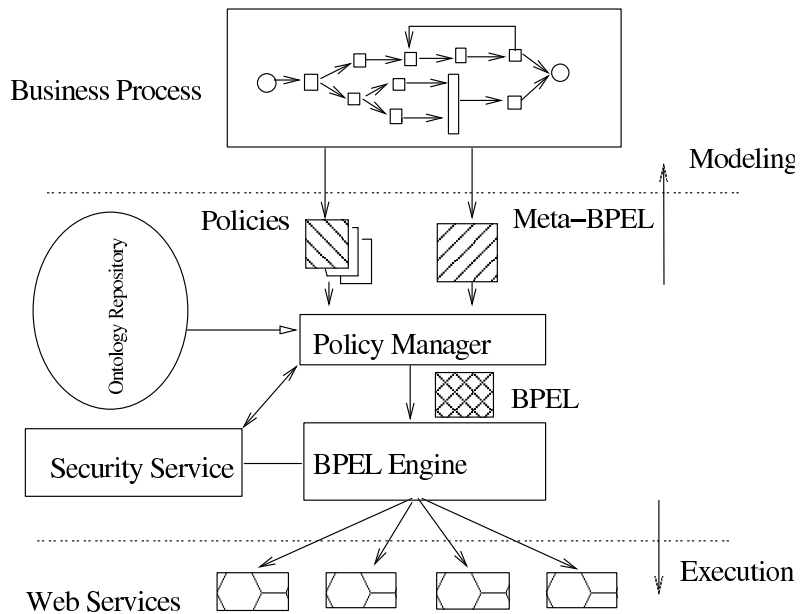 Business Process
Modeling
Policies
Meta-BPEL
Ontology Repository
Policy Manager
BPEL
Security Service
BPEL Engine
Execution
Web Services